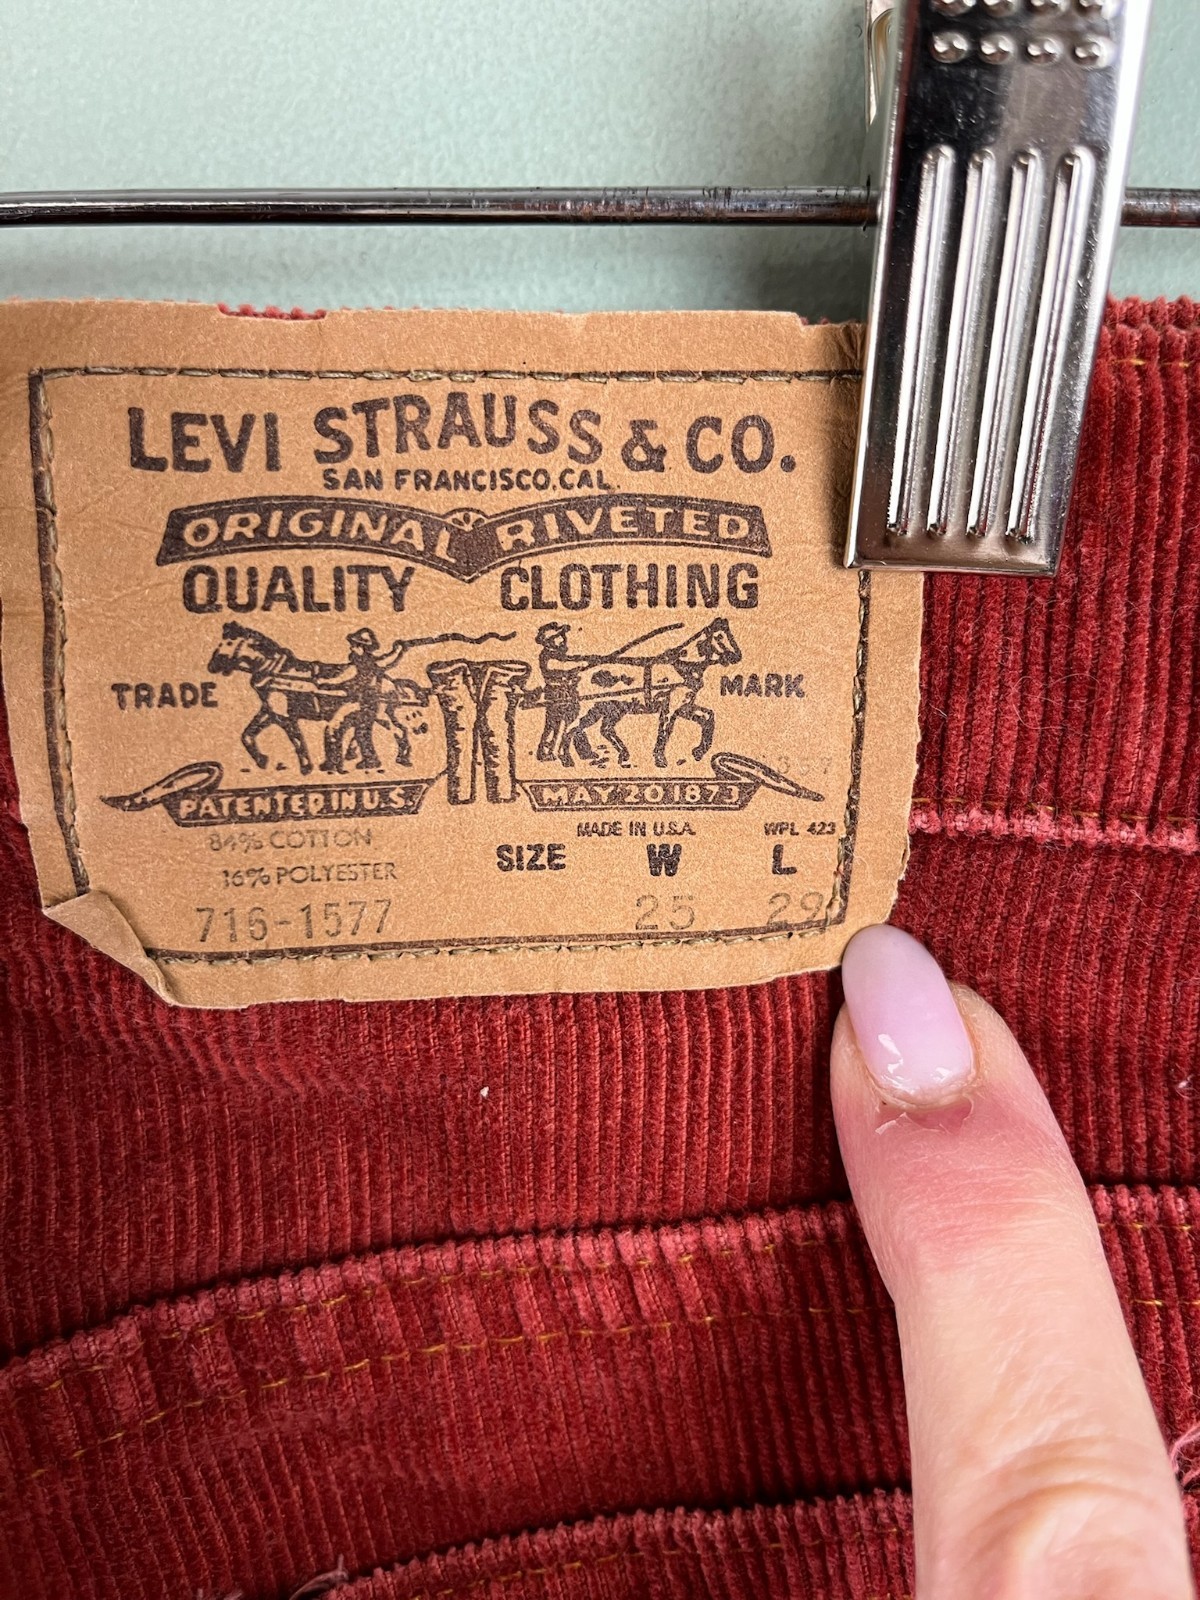 LEVI STRAUSS & CO.
SAN FRANCISCO, CAL.
ORIGINAL RIVETED
QUALITY CLOTHING
TRADE MARK
PATENTED IN U.S. MAY 20 1873
84% COTTON
MADE IN U.S.A. WPL 423
16% POLYESTER
SIZE W L
716-1577 25 29